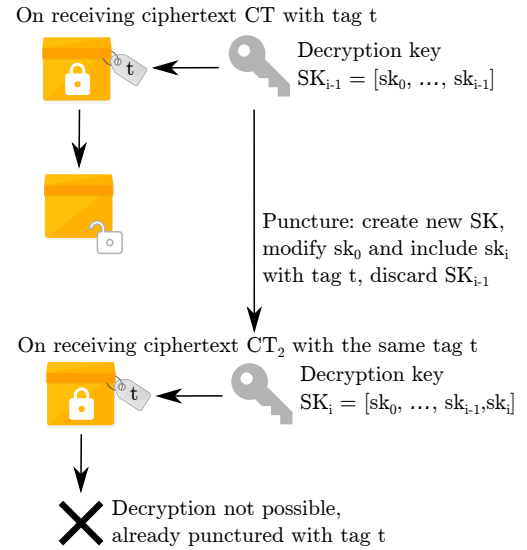 On receiving ciphertext CT with tag t
t
Decryption key
SKᵢ₋₁ = [sk₀, ..., skᵢ₋₁]
Puncture: create new SK,
modify sk₀ and include skᵢ
with tag t, discard SKᵢ₋₁
On receiving ciphertext CT₂ with the same tag t
t
Decryption key
SKᵢ = [sk₀, ..., skᵢ₋₁,skᵢ]
Decryption not possible,
already punctured with tag t